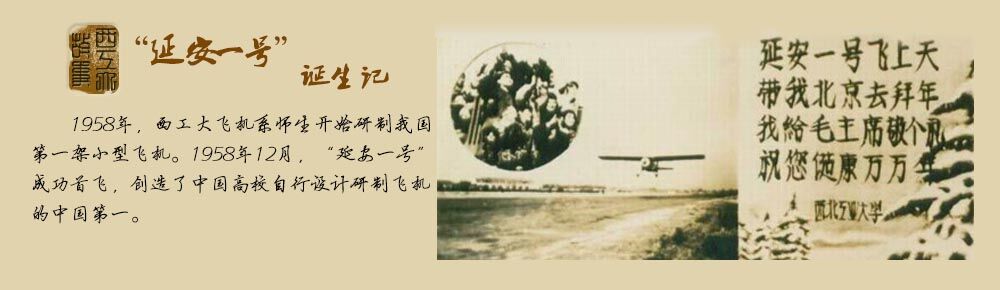 西工大
故事
“延安一号”
诞生记
1958年，西工大飞机系师生开始研制我国
第一架小型飞机。1958年12月，“延安一号”
成功首飞，创造了中国高校自行设计研制飞机
的中国第一。
延安一号飞上天
带我北京去拜年
我給毛主席敬个礼
祝您健康万万年
西北工业大学